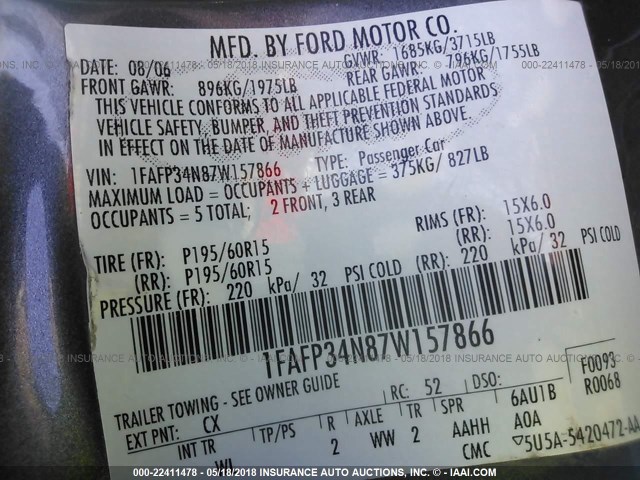 MFD. BY FORD MOTOR CO.
DATE: 08/06
GVWR: 1685KG/3715LB
FRONT GAWR: 896KG/1975LB
REAR GAWR: 796KG/1755LB
THIS VEHICLE CONFORMS TO ALL APPLICABLE FEDERAL MOTOR
VEHICLE SAFETY, BUMPER, AND THEFT PREVENTION STANDARDS
IN EFFECT ON THE DATE OF MANUFACTURE SHOWN ABOVE.
VIN: 1FAFP34N87W157866
TYPE: Passenger Car
MAXIMUM LOAD = OCCUPANTS + LUGGAGE = 375KG/ 827LB
OCCUPANTS = 5 TOTAL; 2 FRONT, 3 REAR
TIRE (FR): P195/60R15
RIMS (FR): 15X6.0
(RR): P195/60R15
(RR): 15X6.0
PRESSURE (FR): 220 kPa/ 32 PSI COLD
(RR): 220 kPa/ 32 PSI COLD
1FAFP34N87W157866
TRAILER TOWING - SEE OWNER GUIDE
EXT PNT: CX
RC: 52
DSO:
F0093
R0068
INT TR
TP/PS
R
AXLE
TR
SPR
6AU1B
2
WW
2
AAHH
A0A
CMC
5U5A-5420472-AA
000-22411478 - 05/18/2018 INSURANCE AUTO AUCTIONS, INC. © - IAAI.COM